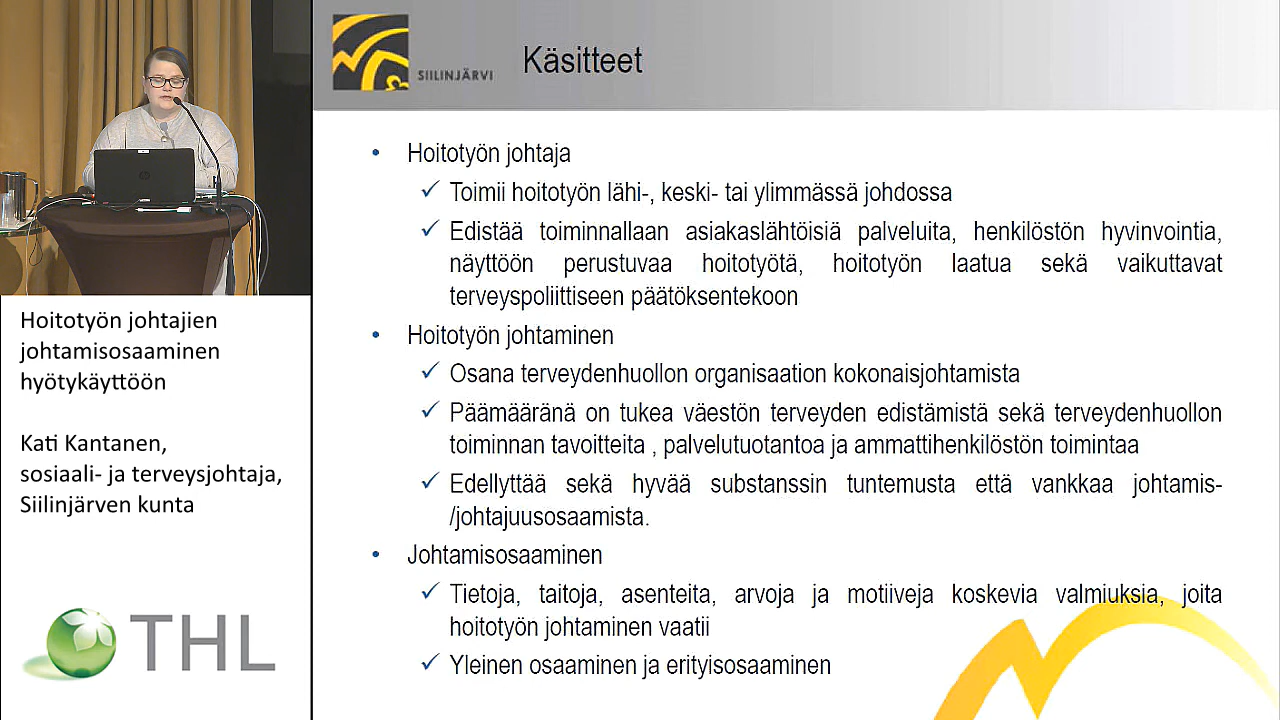 SIILINJÄRVI
Käsitteet
• Hoitotyön johtaja
✓ Toimii hoitotyön lähi-, keski- tai ylimmässä johdossa
✓ Edistää toiminnallaan asiakaslähtöisiä palveluita, henkilöstön hyvinvointia,
näyttöön perustuvaa hoitotyötä, hoitotyön laatua sekä vaikuttavat
terveyspoliittiseen päätöksentekoon
• Hoitotyön johtaminen
✓ Osana terveydenhuollon organisaation kokonaisjohtamista
✓ Päämääränä on tukea väestön terveyden edistämistä sekä terveydenhuollon
toiminnan tavoitteita , palvelutuotantoa ja ammattihenkilöstön toimintaa
✓ Edellyttää sekä hyvää substanssin tuntemusta että vankkaa johtamis-
/johtajuusosaamista.
• Johtamisosaaminen
✓ Tietoja, taitoja, asenteita, arvoja ja motiiveja koskevia valmiuksia, joita
hoitotyön johtaminen vaatii
✓ Yleinen osaaminen ja erityisosaaminen
Hoitotyön johtajien
johtamisosaaminen
hyötykäyttöön
Kati Kantanen,
sosiaali- ja terveysjohtaja,
Siilinjärven kunta
THL